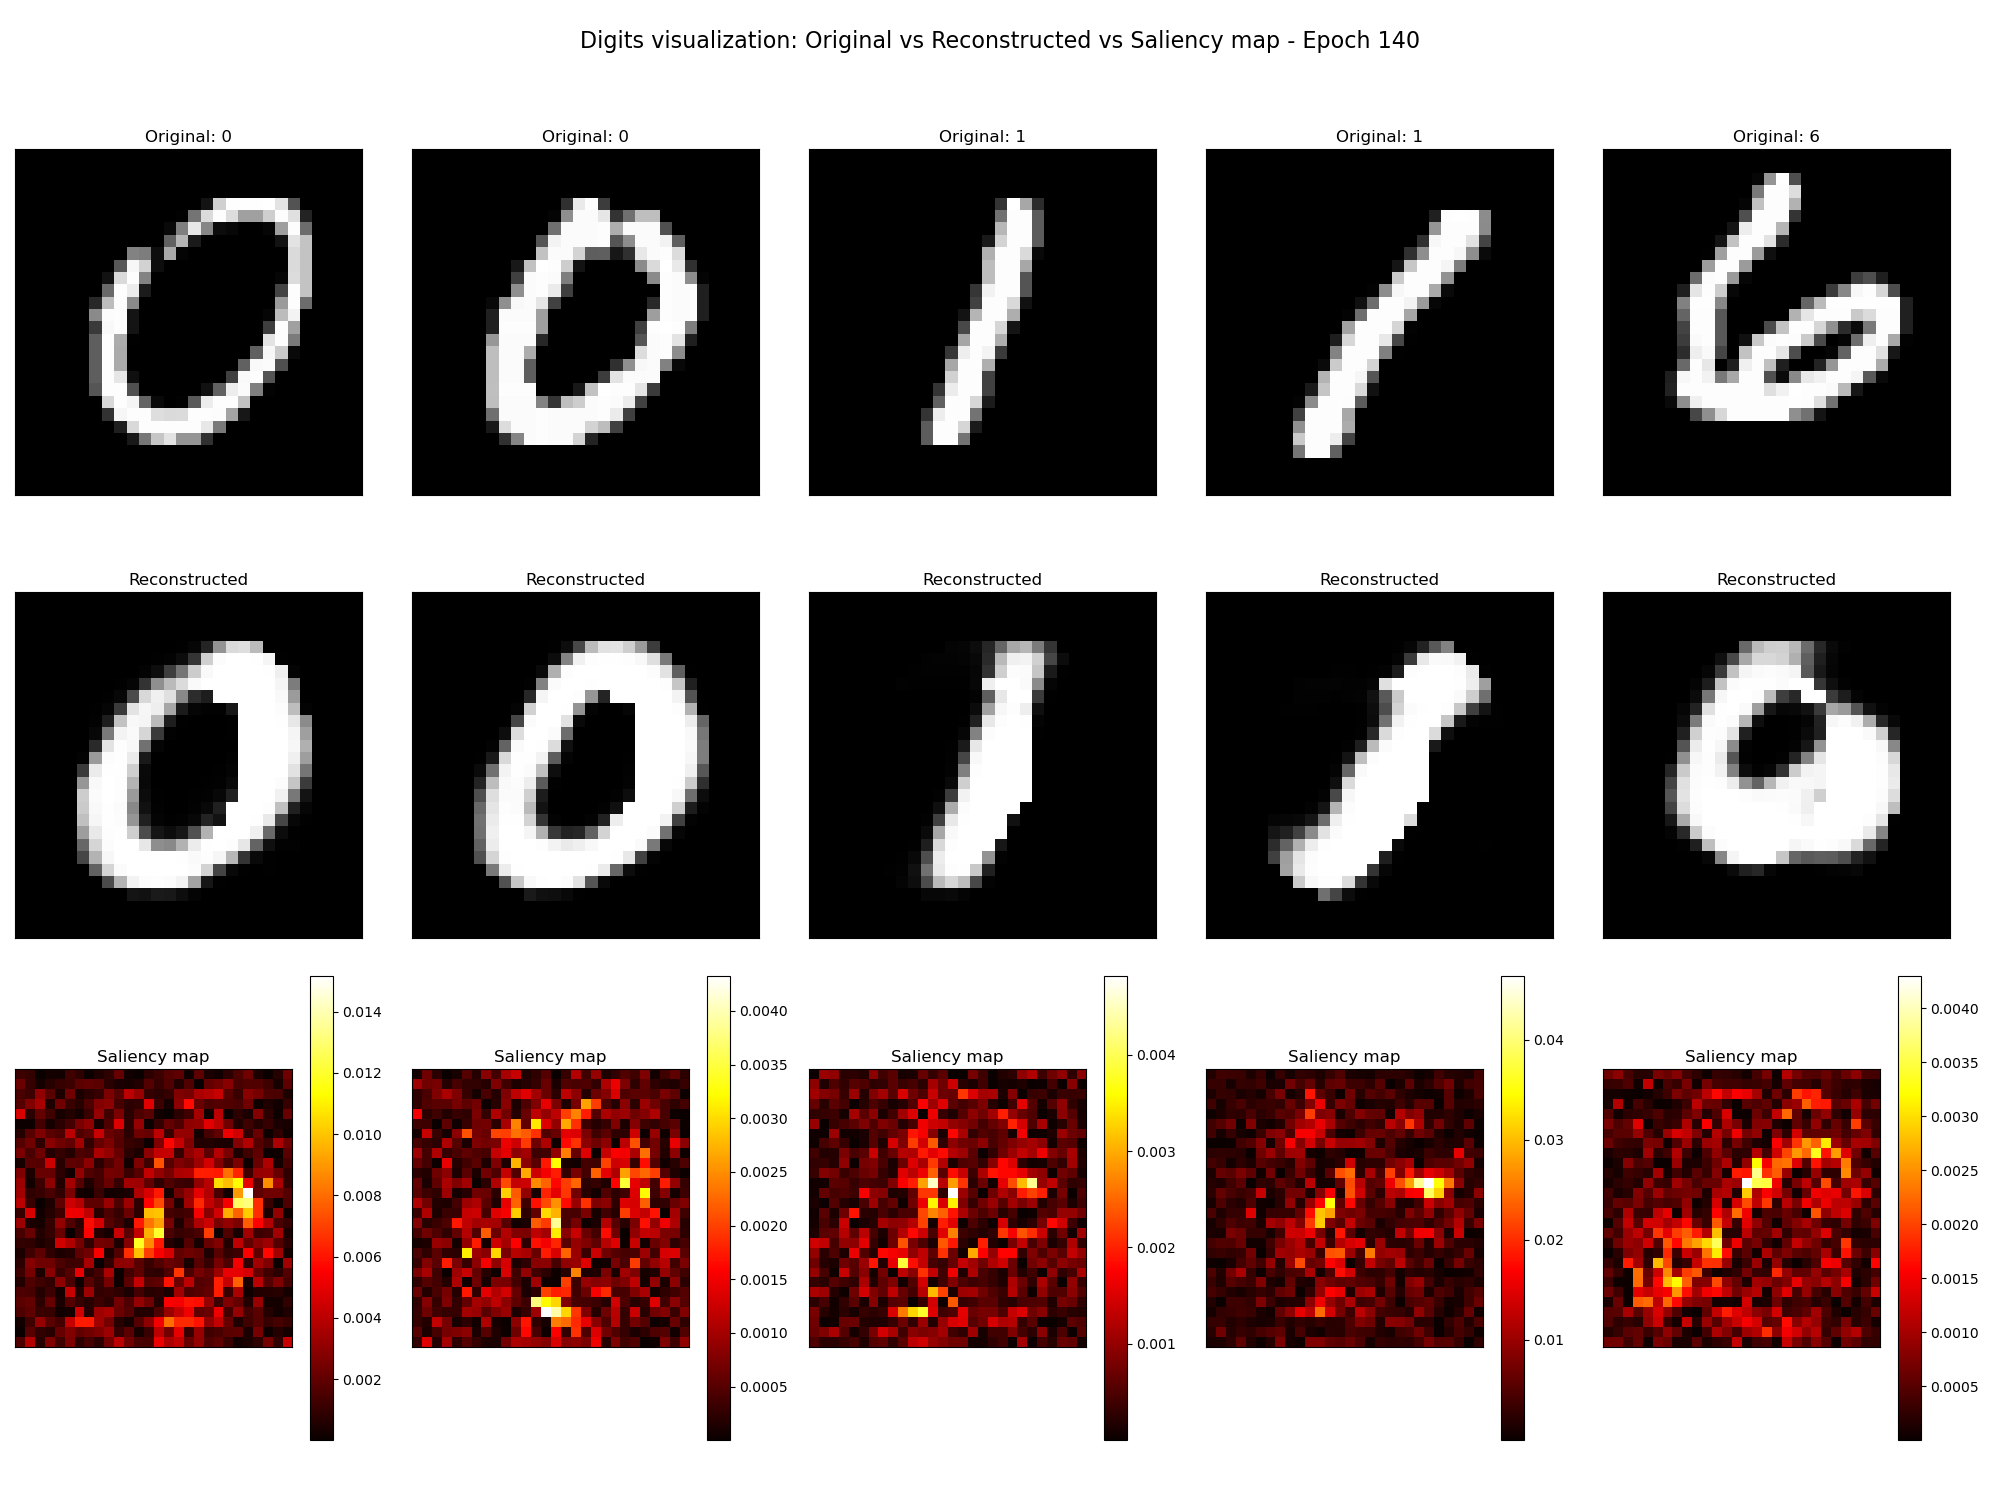 Digits visualization: Original vs Reconstructed vs Saliency map - Epoch 140
Original: 0
Original: 0
Original: 1
Original: 1
Original: 6
Reconstructed
Reconstructed
Reconstructed
Reconstructed
Reconstructed
Saliency map
0.014
0.012
0.010
0.008
0.006
0.004
0.002
Saliency map
0.0040
0.0035
0.0030
0.0025
0.0020
0.0015
0.0010
0.0005
Saliency map
0.004
0.003
0.002
0.001
Saliency map
0.04
0.03
0.02
0.01
Saliency map
0.0040
0.0035
0.0030
0.0025
0.0020
0.0015
0.0010
0.0005